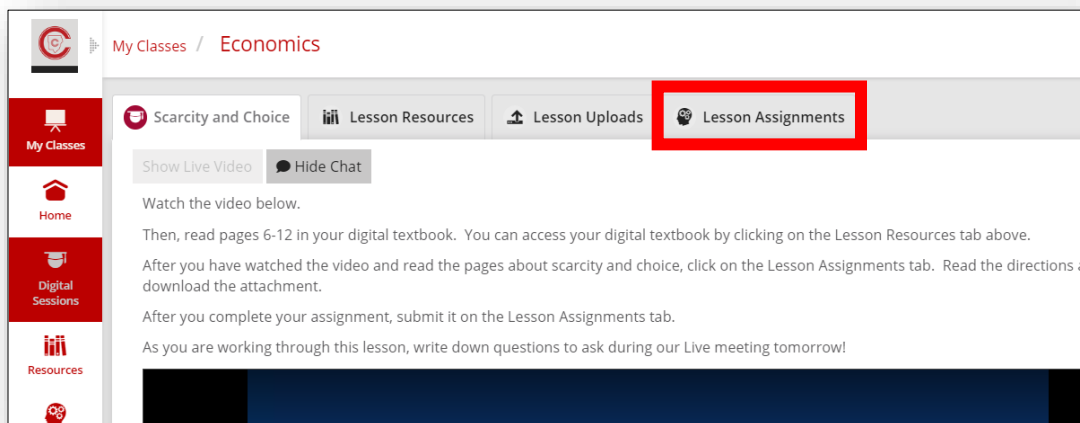 My Classes / Economics
Scarcity and Choice
Lesson Resources
Lesson Uploads
Lesson Assignments
My Classes
Show Live Video
Hide Chat
Home
Watch the video below.
Then, read pages 6-12 in your digital textbook. You can access your digital textbook by clicking on the Lesson Resources tab above.
Digital
Sessions
After you have watched the video and read the pages about scarcity and choice, click on the Lesson Assignments tab. Read the directions
download the attachment.
After you complete your assignment, submit it on the Lesson Assignments tab.
Resources
As you are working through this lesson, write down questions to ask during our Live meeting tomorrow!